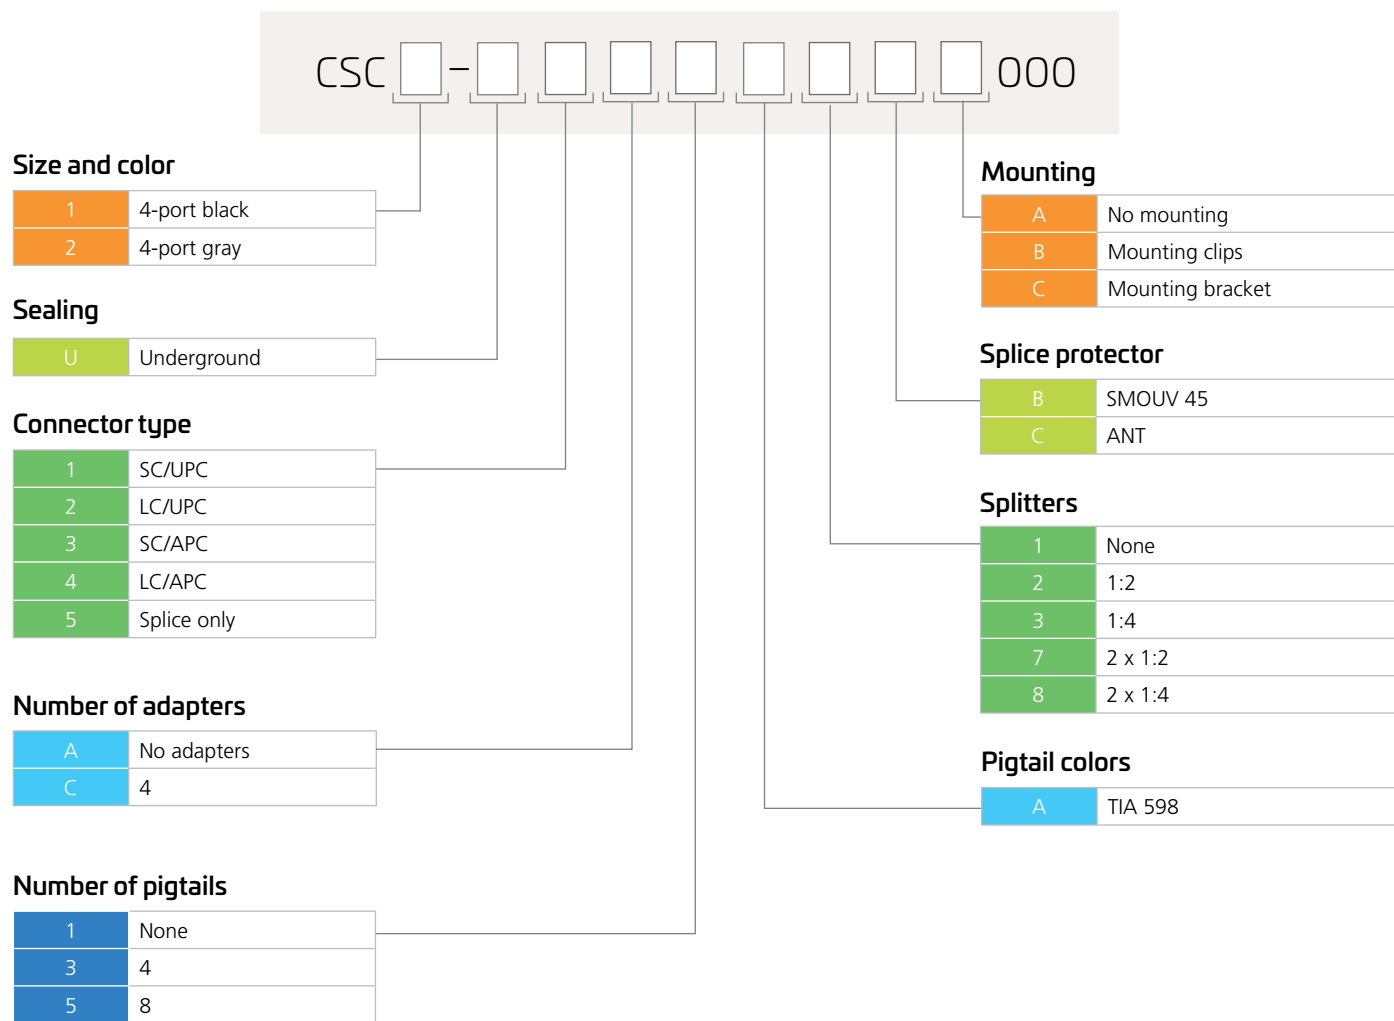 CSC – 000
Size and color
1 4-port black
2 4-port gray
Sealing
U Underground
Connector type
1 SC/UPC
2 LC/UPC
3 SC/APC
4 LC/APC
5 Splice only
Number of adapters
A No adapters
C 4
Number of pigtails
1 None
3 4
5 8
Mounting
A No mounting
B Mounting clips
C Mounting bracket
Splice protector
B SMOUV 45
C ANT
Splitters
1 None
2 1:2
3 1:4
7 2 x 1:2
8 2 x 1:4
Pigtail colors
A TIA 598